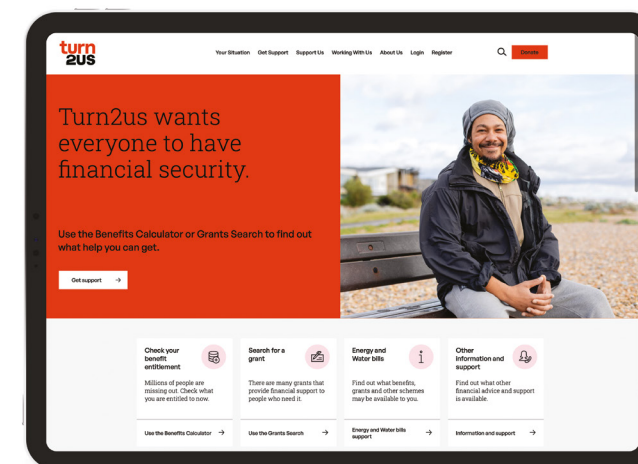 turn
2us
Your Situation Get Support Support Us Working With Us About Us Login Register
Donate
Turn2us wants
everyone to have
financial security.
Use the Benefits Calculator or Grants Search to find out
what help you can get.
Get support →
Check your
benefit
entitlement
Millions of people are
missing out. Check what
you are entitled to now.
Use the Benefits Calculator →
Search for a
grant
There are many grants that
provide financial support to
people who need it.
Use the Grants Search →
Energy and
Water bills
Find out what benefits,
grants and other schemes
may be available to you.
Energy and Water bills
support →
Other
information and
support
Find out what other
financial advice and support
is available.
Information and support →